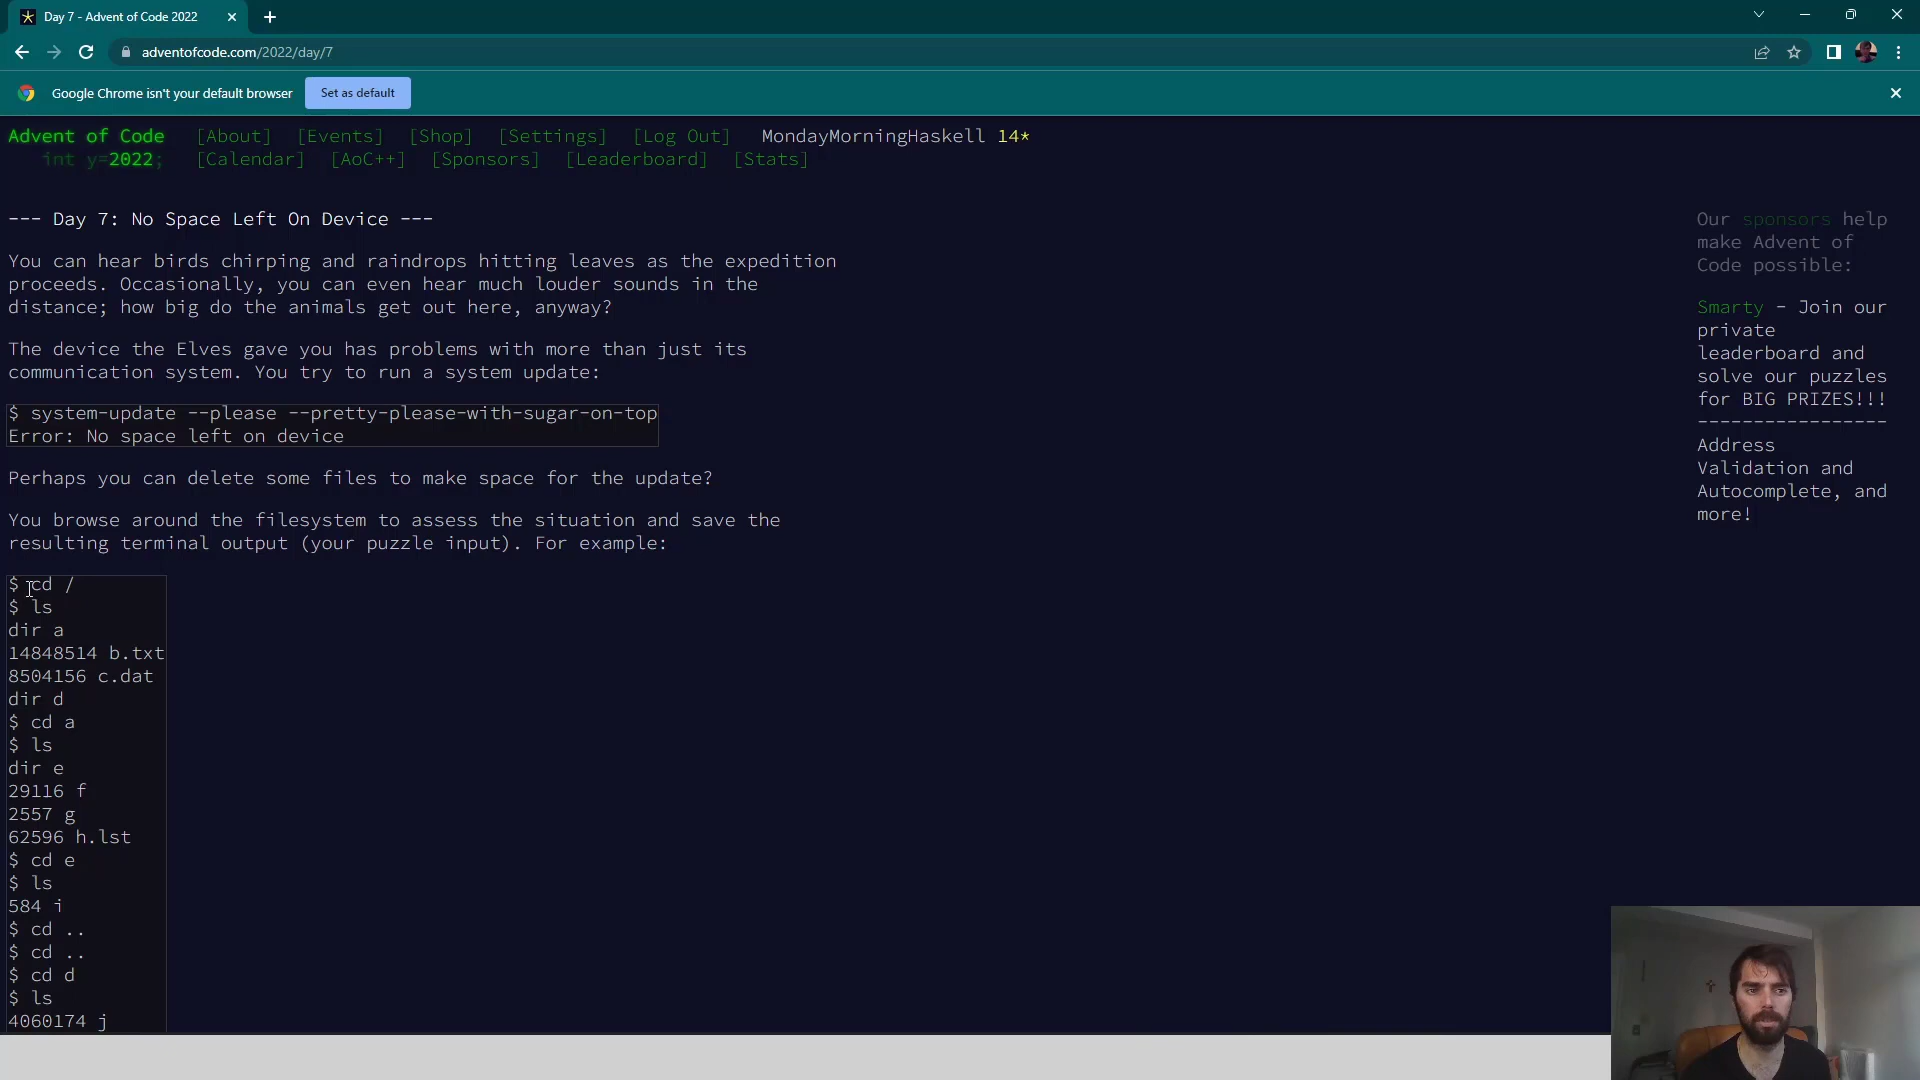 Day 7 - Advent of Code 2022
adventofcode.com/2022/day/7
Google Chrome isn't your default browser
Set as default
Advent of Code [About] [Events] [Shop] [Settings] [Log Out] MondayMorningHaskell 14*
int y=2022; [Calendar] [AoC++] [Sponsors] [Leaderboard] [Stats]
--- Day 7: No Space Left On Device ---
You can hear birds chirping and raindrops hitting leaves as the expedition
proceeds. Occasionally, you can even hear much louder sounds in the
distance; how big do the animals get out here, anyway?
The device the Elves gave you has problems with more than just its
communication system. You try to run a system update:
$ system-update --please --pretty-please-with-sugar-on-top
Error: No space left on device
Perhaps you can delete some files to make space for the update?
You browse around the filesystem to assess the situation and save the
resulting terminal output (your puzzle input). For example:
$ cd /
$ ls
dir a
14848514 b.txt
8504156 c.dat
dir d
$ cd a
$ ls
dir e
29116 f
2557 g
62596 h.lst
$ cd e
$ ls
584 i
$ cd ..
$ cd ..
$ cd d
$ ls
4060174 j
Our sponsors help
make Advent of
Code possible:
Smarty - Join our
private
leaderboard and
solve our puzzles
for BIG PRIZES!!!
-----------------
Address
Validation and
Autocomplete, and
more!